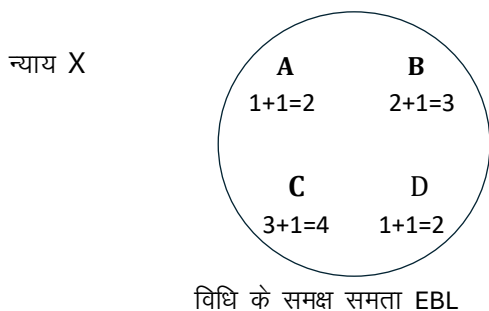 न्याय X
A B
1+1=2 2+1=3
C D
3+1=4 1+1=2
विधि के समक्ष समता EBL